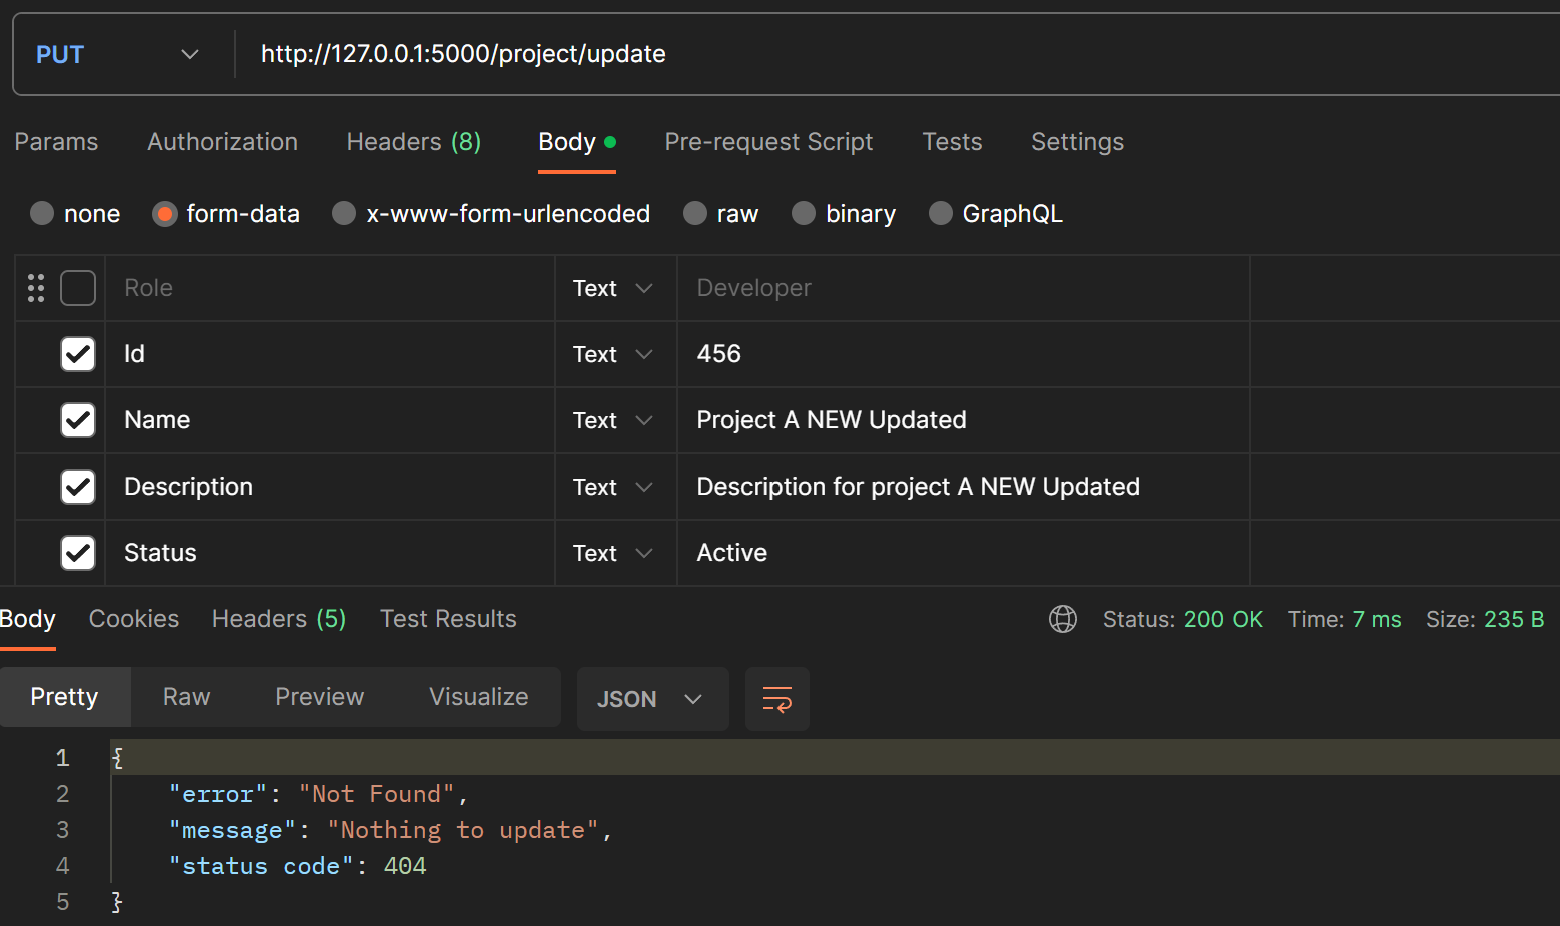 PUT http://127.0.0.1:5000/project/update
Params Authorization Headers (8) Body Pre-request Script Tests Settings
none form-data x-www-form-urlencoded raw binary GraphQL
Role Text Developer
Id Text 456
Name Text Project A NEW Updated
Description Text Description for project A NEW Updated
Status Text Active
Body Cookies Headers (5) Test Results Status: 200 OK Time: 7 ms Size: 235 B
Pretty Raw Preview Visualize JSON
1 {
2 "error": "Not Found",
3 "message": "Nothing to update",
4 "status code": 404
5 }